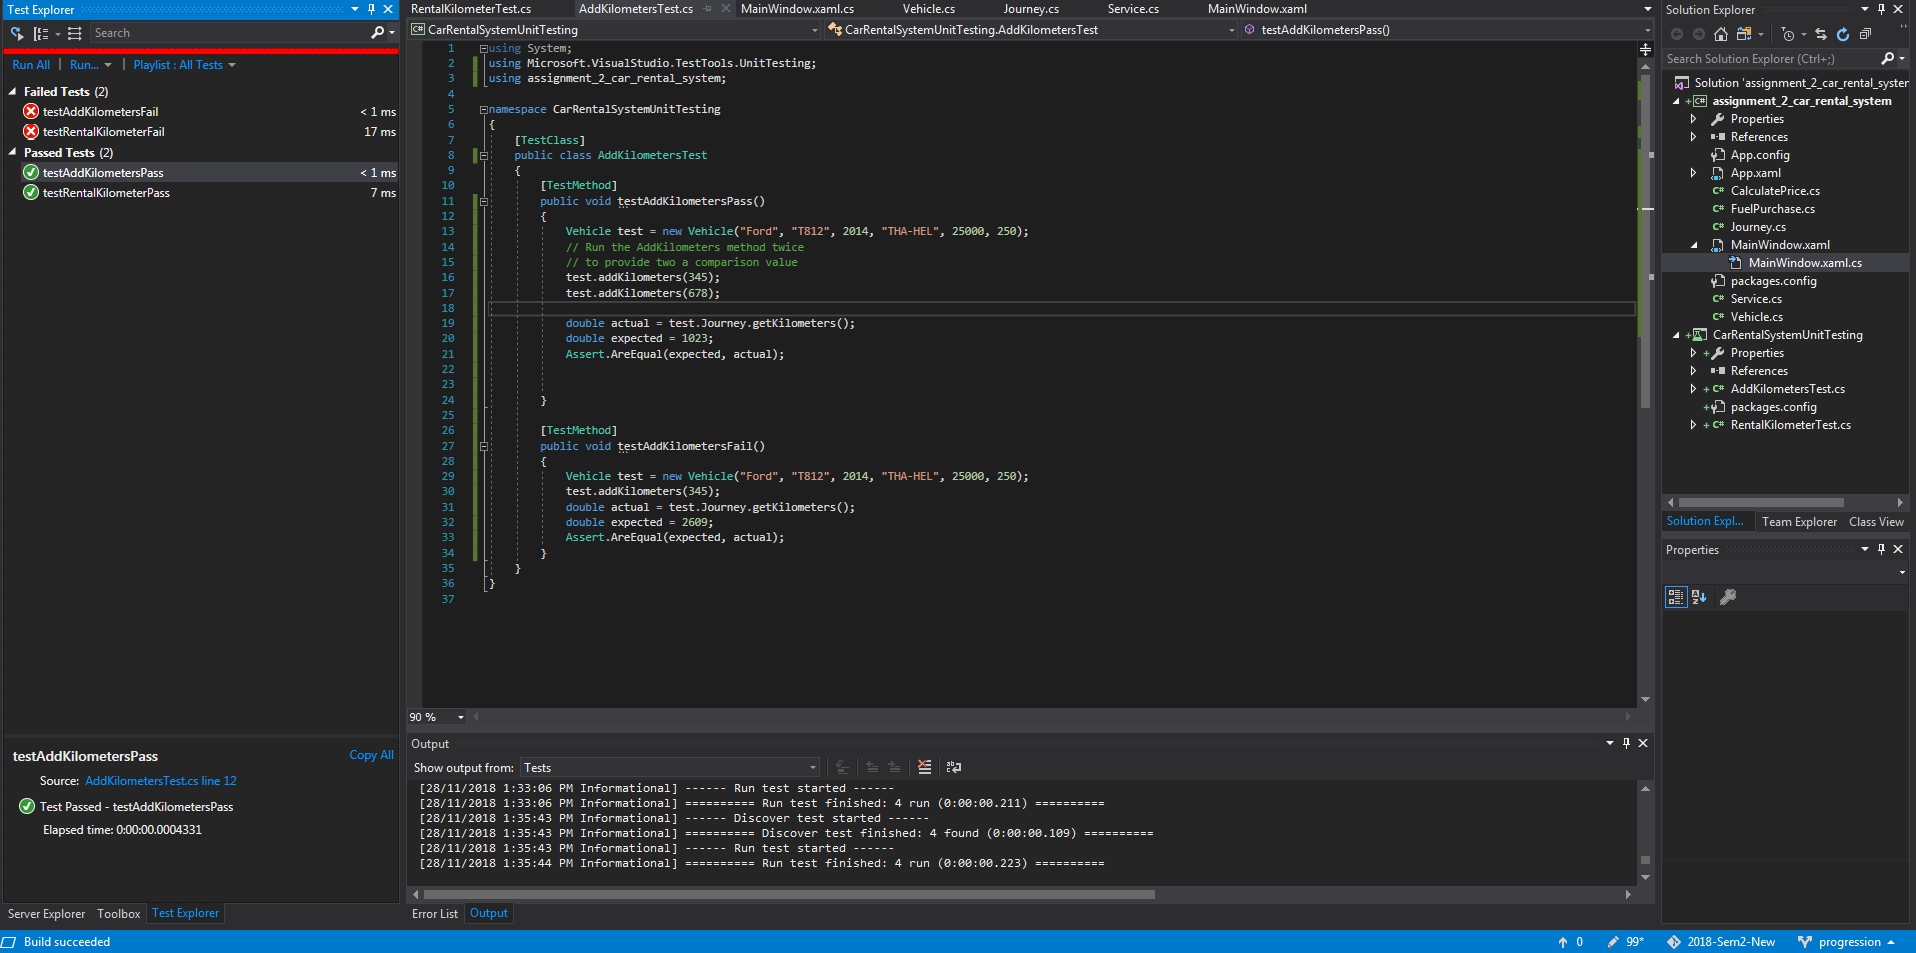 Test Explorer
Search
Run All | Run... | Playlist : All Tests
Failed Tests (2)
testAddKilometersFail < 1 ms
testRentalKilometerFail 17 ms
Passed Tests (2)
testAddKilometersPass < 1 ms
testRentalKilometerPass 7 ms
testAddKilometersPass Copy All
Source: AddKilometersTest.cs line 12
Test Passed - testAddKilometersPass
Elapsed time: 0:00:00.0004331
Server Explorer Toolbox Test Explorer
RentalKilometerTest.cs AddKilometersTest.cs MainWindow.xaml.cs Vehicle.cs Journey.cs Service.cs MainWindow.xaml
C# CarRentalSystemUnitTesting CarRentalSystemUnitTesting.AddKilometersTest testAddKilometersPass()
1 using System;
2 using Microsoft.VisualStudio.TestTools.UnitTesting;
3 using assignment_2_car_rental_system;
4
5 namespace CarRentalSystemUnitTesting
6 {
7 [TestClass]
8 public class AddKilometersTest
9 {
10 [TestMethod]
11 public void testAddKilometersPass()
12 {
13 Vehicle test = new Vehicle("Ford", "T812", 2014, "THA-HEL", 25000, 250);
14 // Run the AddKilometers method twice
15 // to provide two a comparison value
16 test.addKilometers(345);
17 test.addKilometers(678);
18
19 double actual = test.Journey.getKilometers();
20 double expected = 1023;
21 Assert.AreEqual(expected, actual);
22
23
24 }
25
26 [TestMethod]
27 public void testAddKilometersFail()
28 {
29 Vehicle test = new Vehicle("Ford", "T812", 2014, "THA-HEL", 25000, 250);
30 test.addKilometers(345);
31 double actual = test.Journey.getKilometers();
32 double expected = 2609;
33 Assert.AreEqual(expected, actual);
34 }
35 }
36 }
37
90 %
Output
Show output from: Tests
[28/11/2018 1:33:06 PM Informational] ------ Run test started ------
[28/11/2018 1:33:06 PM Informational] ========== Run test finished: 4 run (0:00:00.211) ==========
[28/11/2018 1:35:43 PM Informational] ------ Discover test started ------
[28/11/2018 1:35:43 PM Informational] ========== Discover test finished: 4 found (0:00:00.109) ==========
[28/11/2018 1:35:43 PM Informational] ------ Run test started ------
[28/11/2018 1:35:44 PM Informational] ========== Run test finished: 4 run (0:00:00.223) ==========
Error List Output
Solution Explorer
Search Solution Explorer (Ctrl+;)
Solution 'assignment_2_car_rental_system
+ C# assignment_2_car_rental_system
Properties
References
App.config
App.xaml
C# CalculatePrice.cs
C# FuelPurchase.cs
C# Journey.cs
MainWindow.xaml
MainWindow.xaml.cs
packages.config
C# Service.cs
C# Vehicle.cs
+ CarRentalSystemUnitTesting
+ Properties
References
+ C# AddKilometersTest.cs
+ packages.config
+ C# RentalKilometerTest.cs
Solution Expl... Team Explorer Class View
Properties
Build succeeded
0 99* 2018-Sem2-New progression